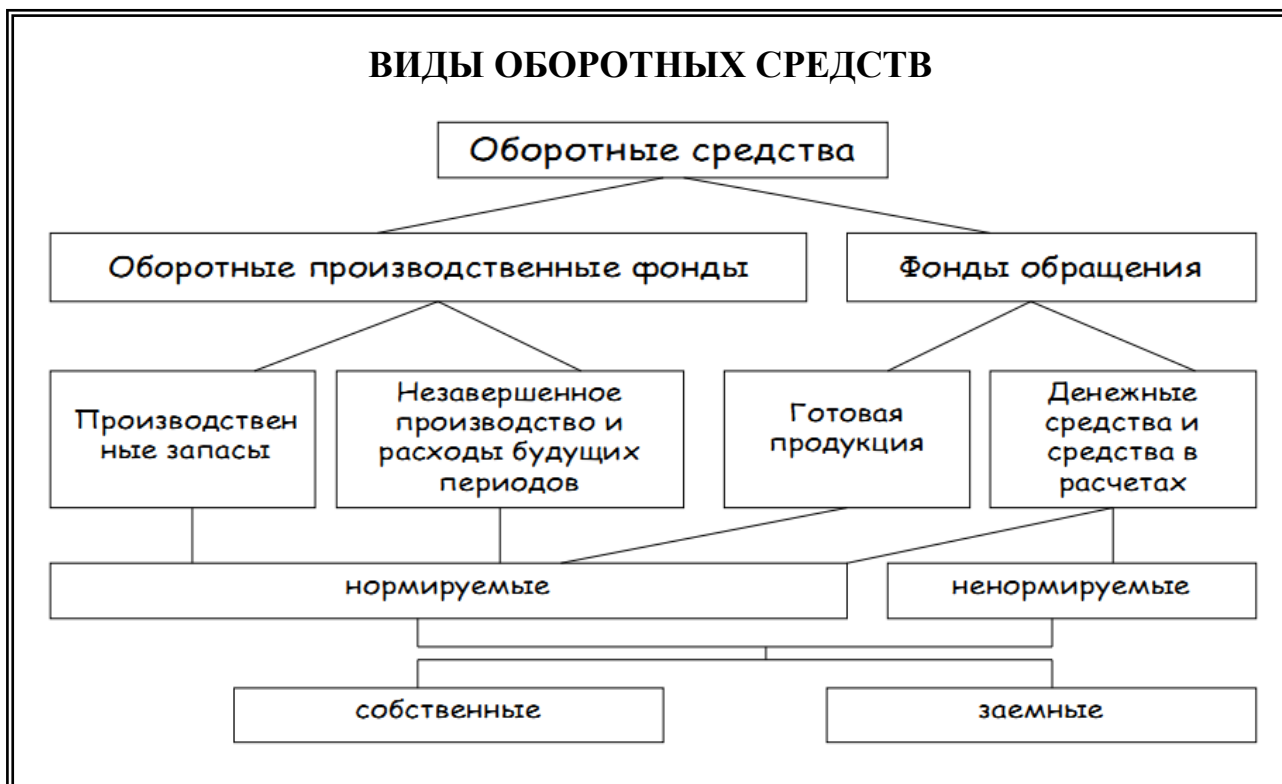 ВИДЫ ОБОРОТНЫХ СРЕДСТВ
Оборотные средства
Оборотные производственные фонды
Фонды обращения
Производствен
ные запасы
Незавершенное
производство и
расходы будущих
периодов
Готовая
продукция
Денежные
средства и
средства в
расчетах
нормируемые
ненормируемые
собственные
заемные